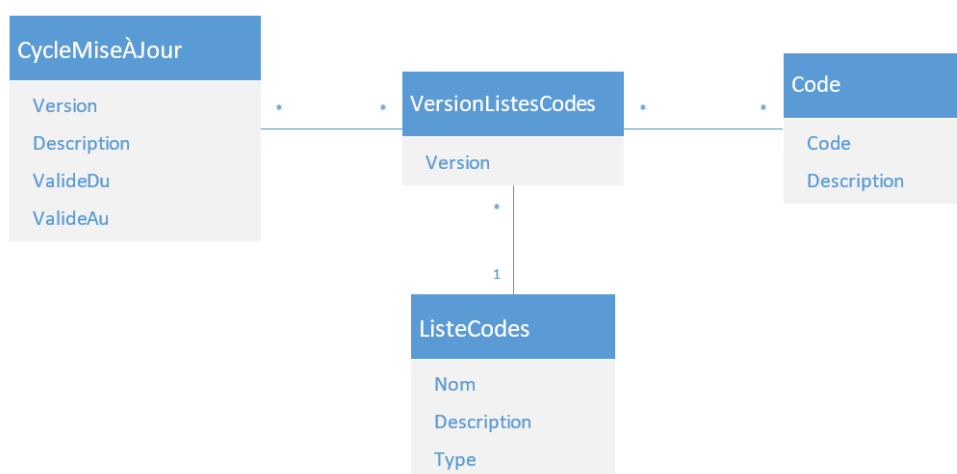 CycleMiseÀJour
Version
Description
ValideDu
ValideAu
* *
VersionListesCodes
Version
* *
Code
Code
Description
*
1
ListeCodes
Nom
Description
Type